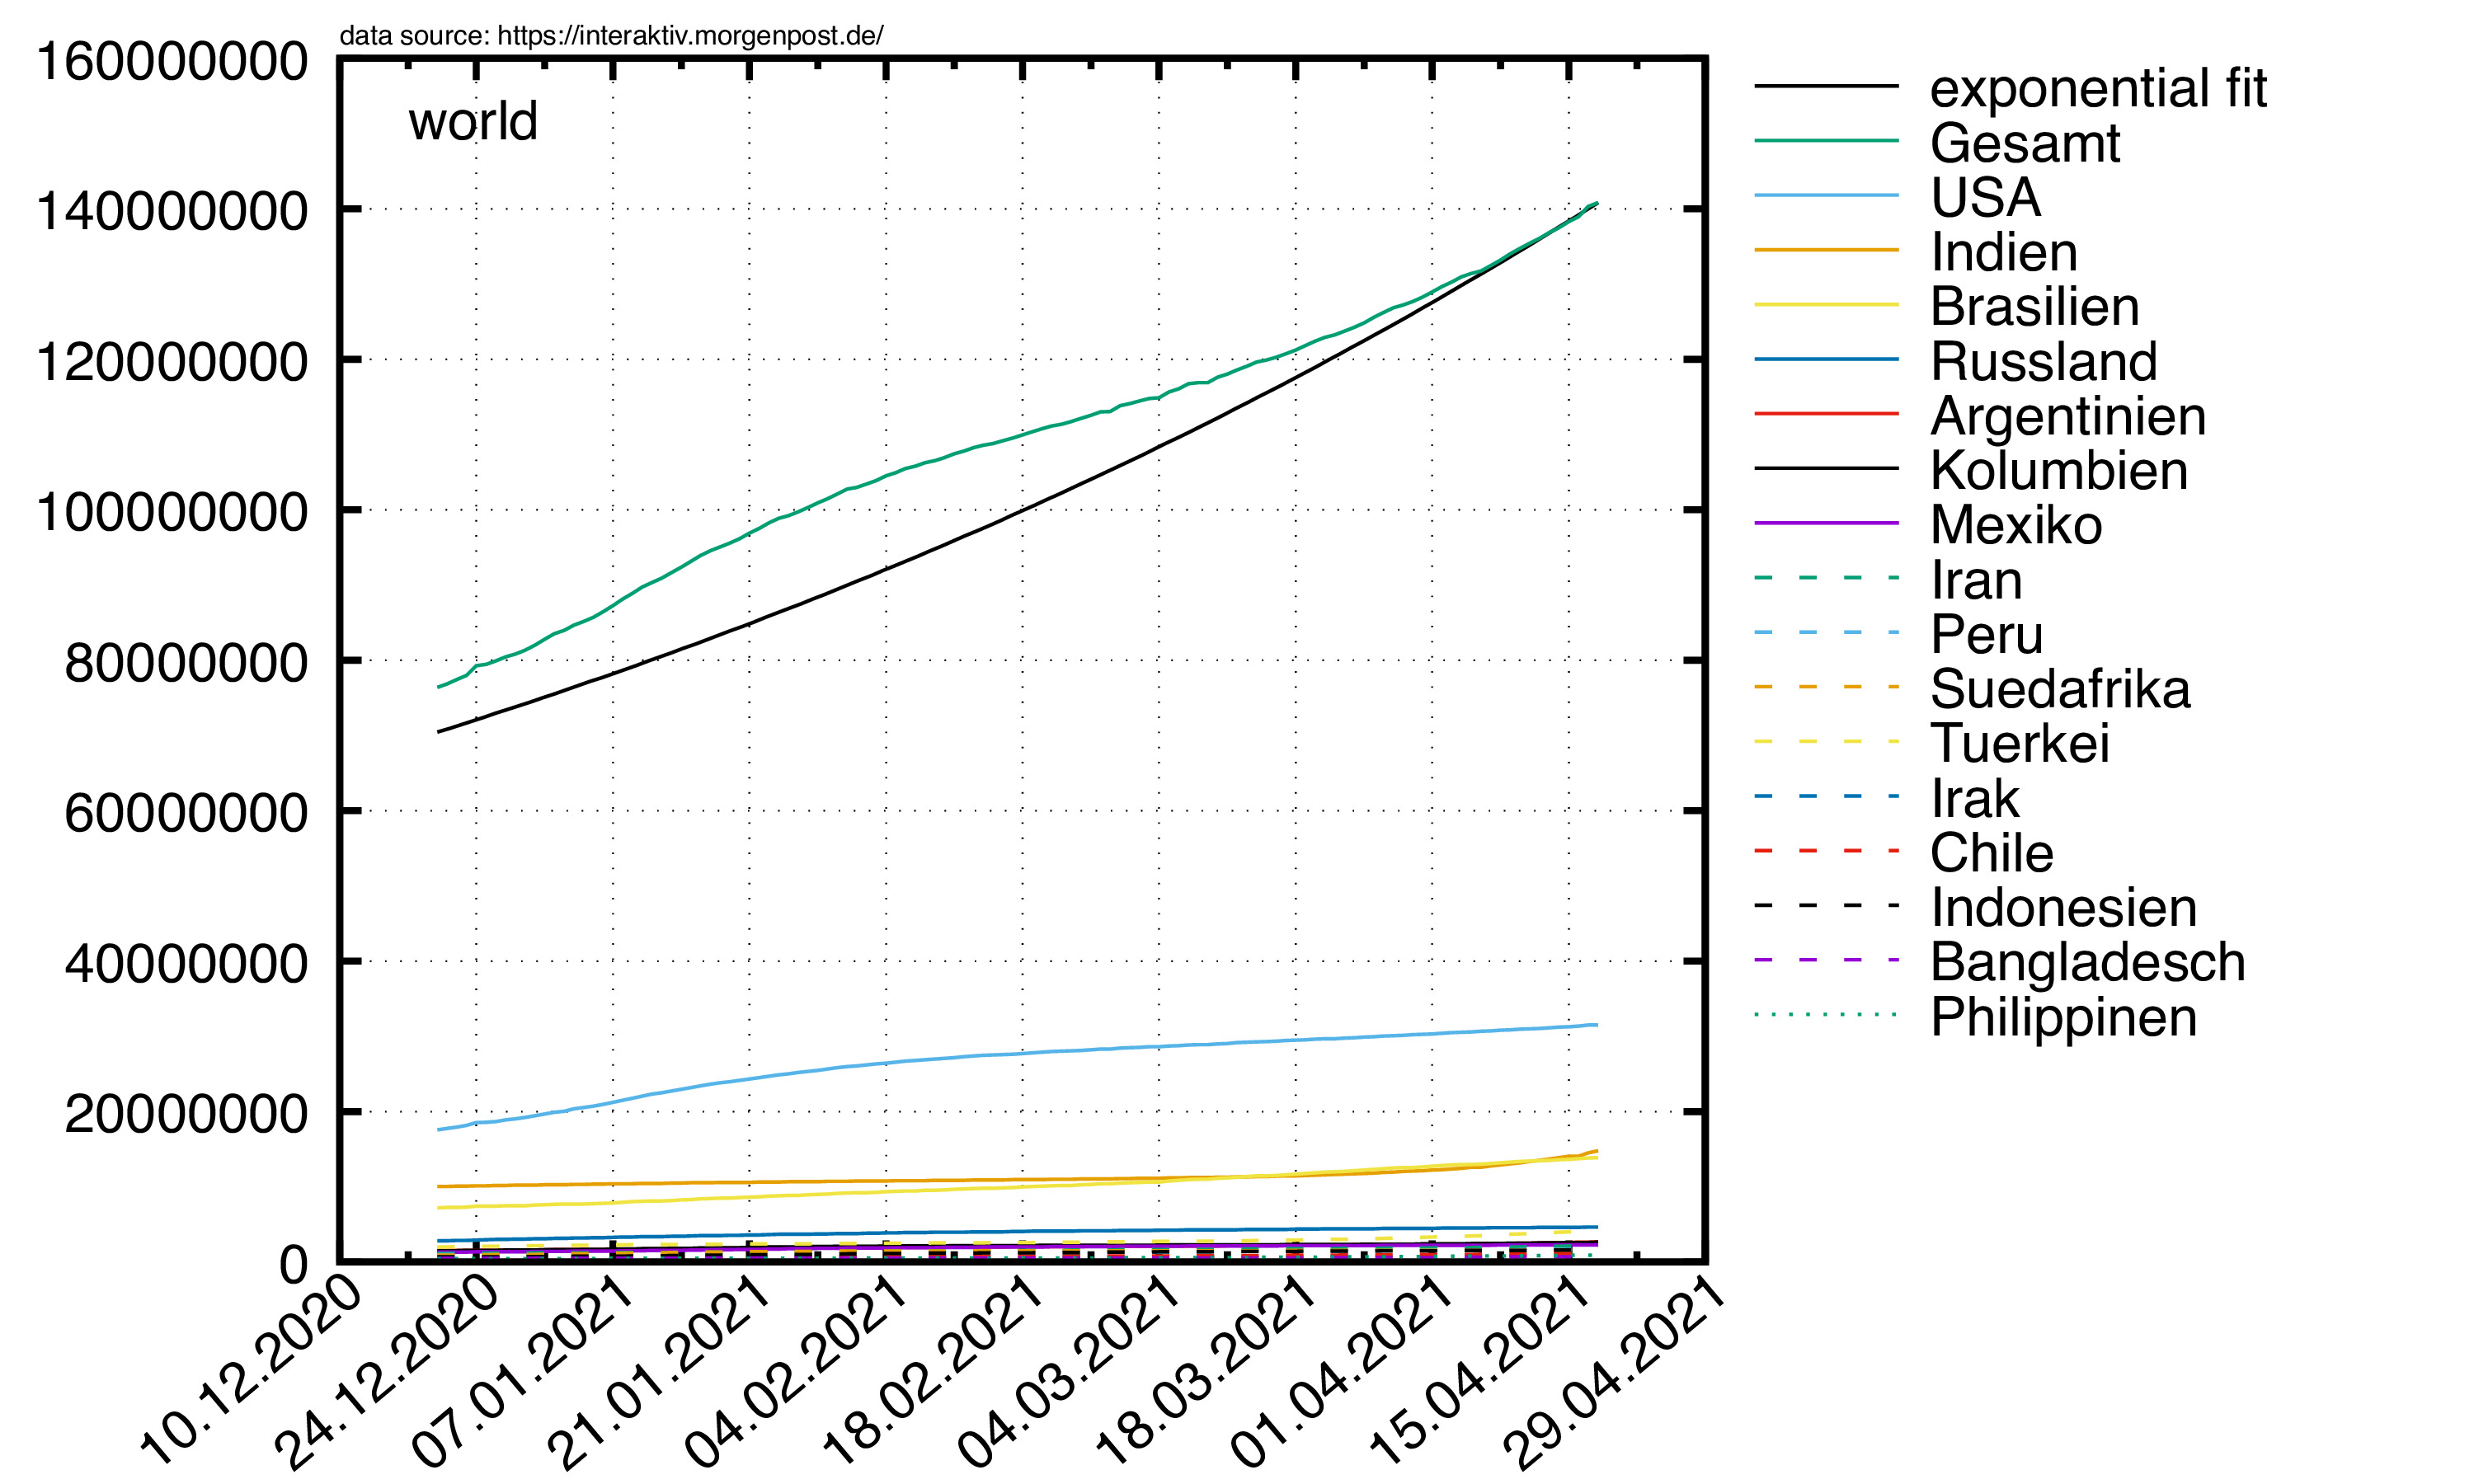 data source: https://interaktiv.morgenpost.de/
world
160000000
140000000
120000000
100000000
80000000
60000000
40000000
20000000
0
10.12.2020
24.12.2020
07.01.2021
21.01.2021
04.02.2021
18.02.2021
04.03.2021
18.03.2021
01.04.2021
15.04.2021
29.04.2021
exponential fit
Gesamt
USA
Indien
Brasilien
Russland
Argentinien
Kolumbien
Mexiko
Iran
Peru
Suedafrika
Tuerkei
Irak
Chile
Indonesien
Bangladesch
Philippinen